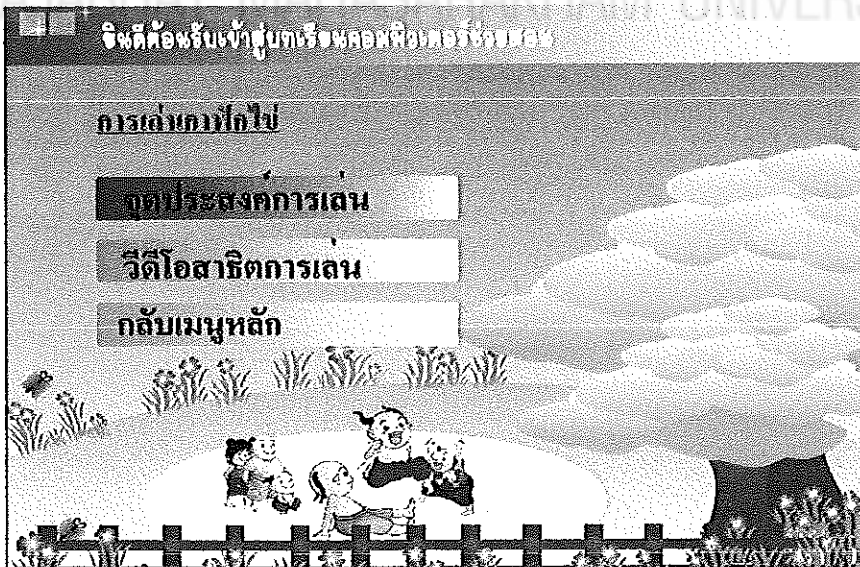 UNIVERS
ยินดีต้อนรับเข้าสู่บทเรียนคอมพิวเตอร์ช่วยสอน
การเล่นกาฟักไข่
จุดประสงค์การเล่น
วีดีโอสาธิตการเล่น
กลับเมนูหลัก